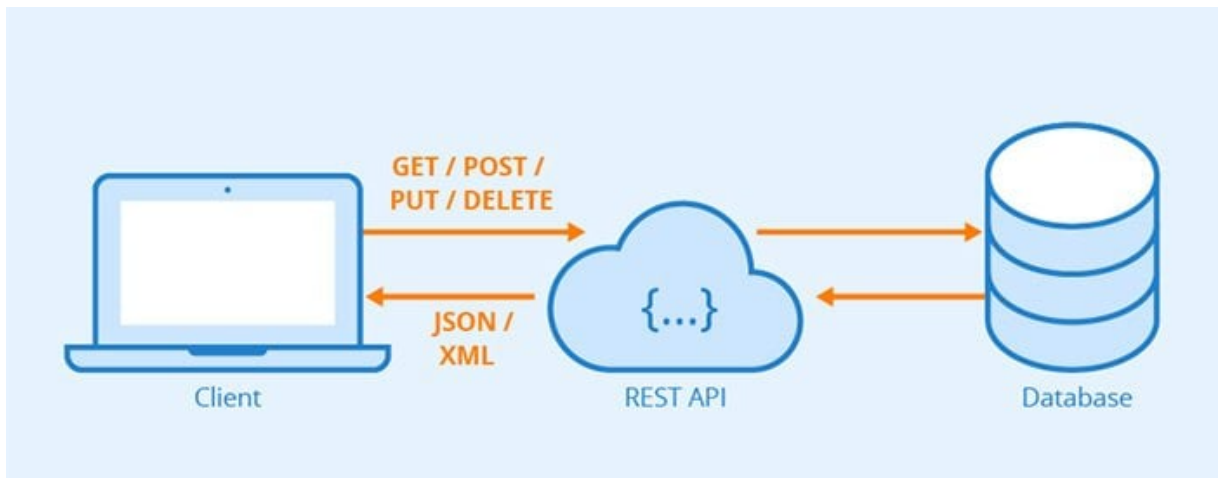 GET / POST /
PUT / DELETE
JSON /
XML
{...}
Client
REST API
Database